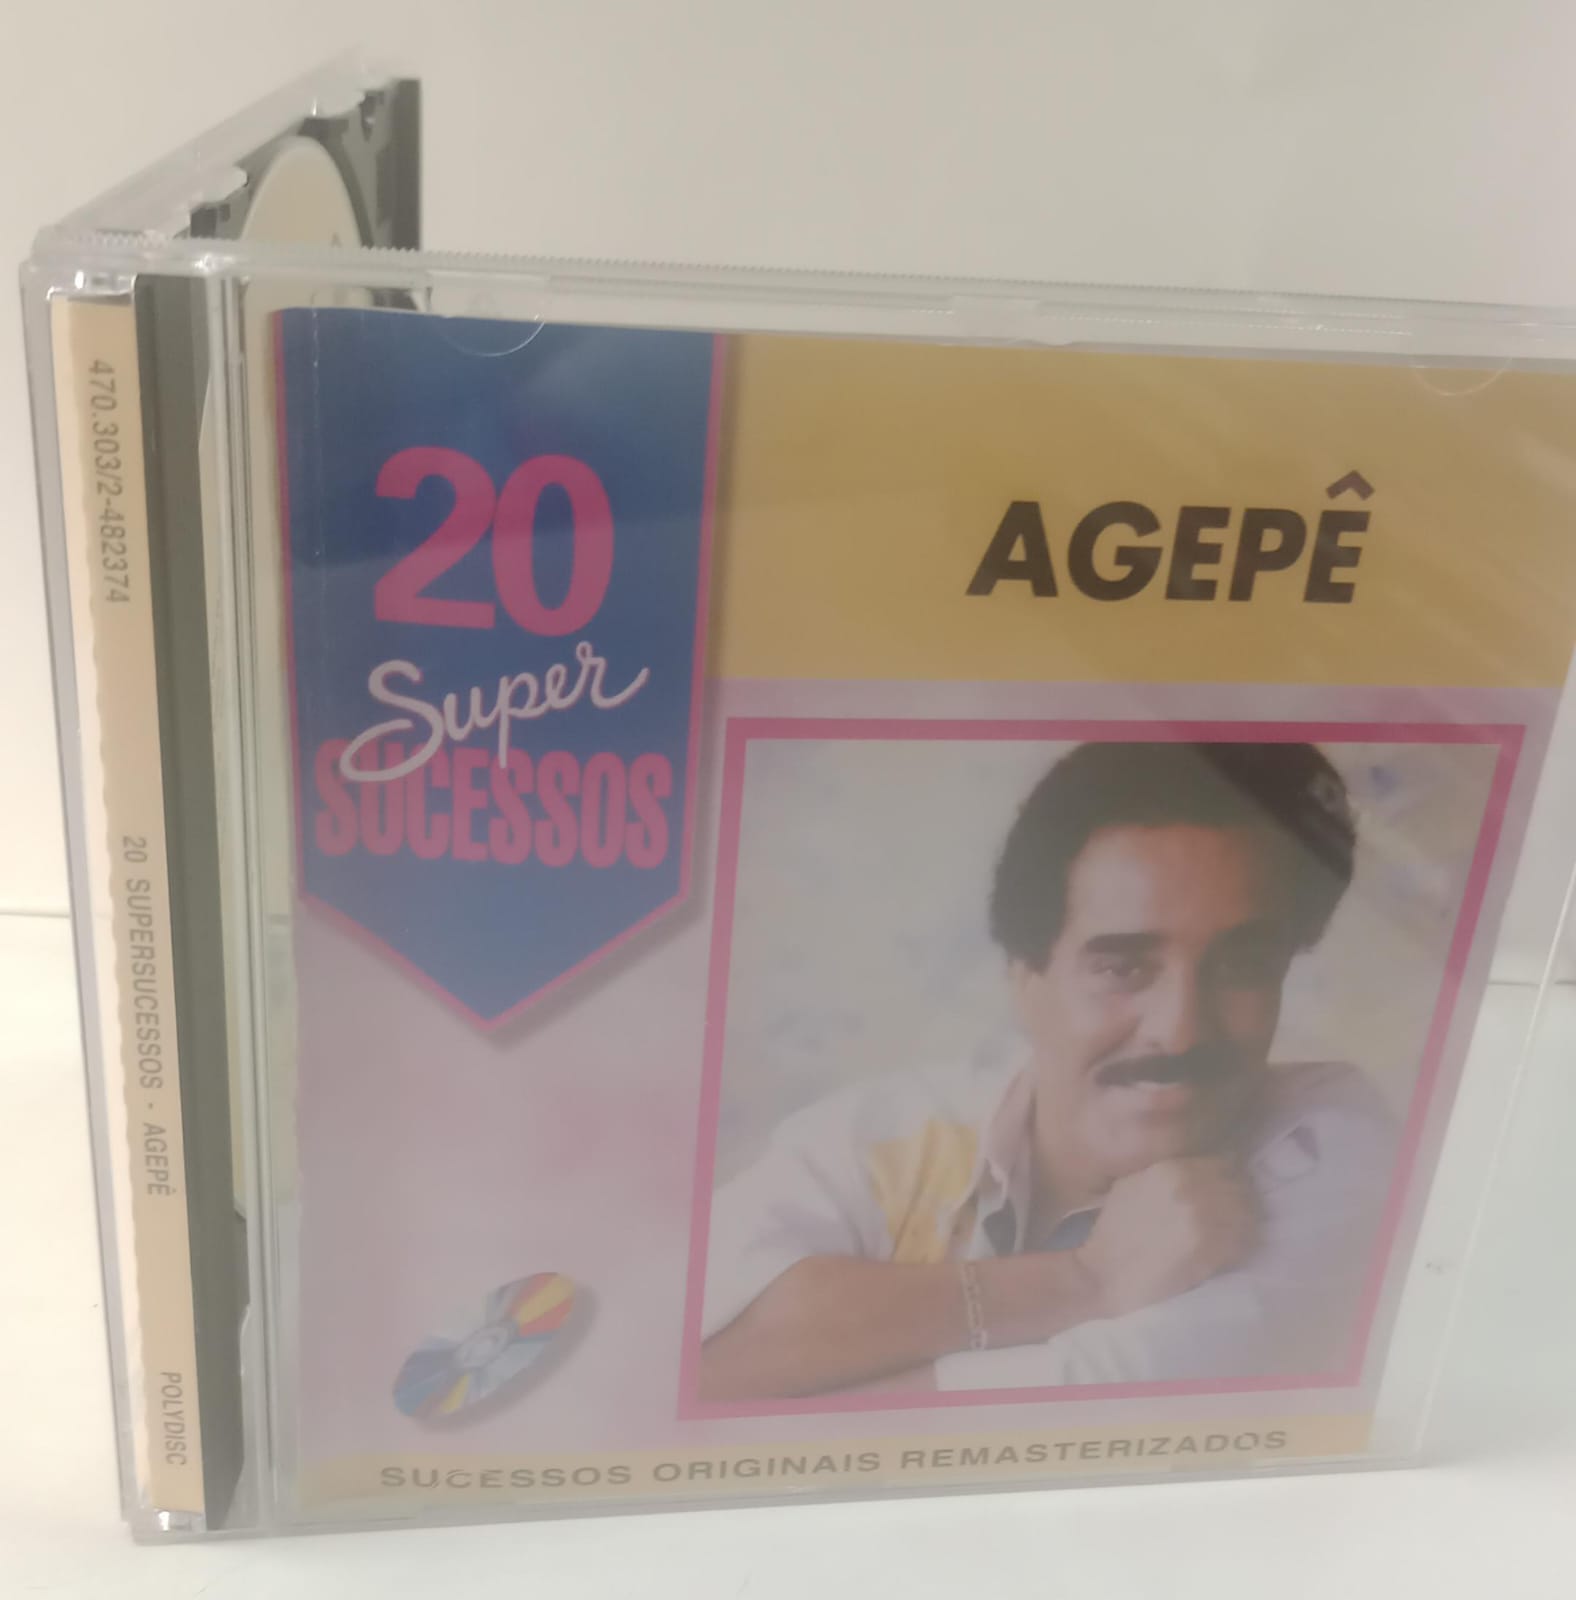 470.303/2-482374
20 SUPERSUCESSOS · AGEPÊ
POLYDISC
20
Super
SUCESSOS
AGEPÊ
SUCESSOS ORIGINAIS REMASTERIZADOS